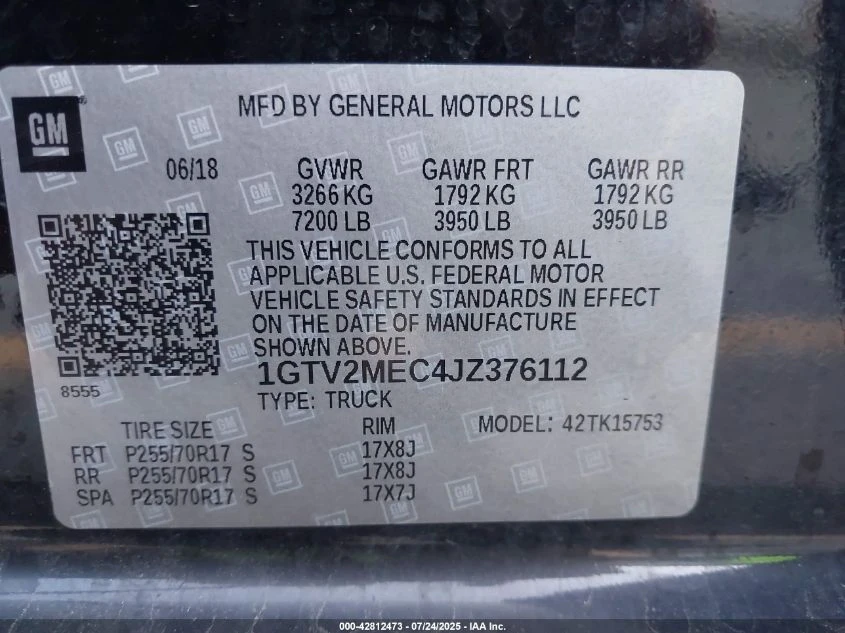 GM
MFD BY GENERAL MOTORS LLC
06/18 GVWR GAWR FRT GAWR RR
3266 KG 1792 KG 1792 KG
7200 LB 3950 LB 3950 LB
THIS VEHICLE CONFORMS TO ALL
APPLICABLE U.S. FEDERAL MOTOR
VEHICLE SAFETY STANDARDS IN EFFECT
ON THE DATE OF MANUFACTURE
SHOWN ABOVE.
1GTV2MEC4JZ376112
8555
TYPE: TRUCK
TIRE SIZE RIM MODEL: 42TK15753
FRT P255/70R17 S 17X8J
RR P255/70R17 S 17X8J
SPA P255/70R17 S 17X7J
000-42812473 - 07/24/2025 - IAA Inc.